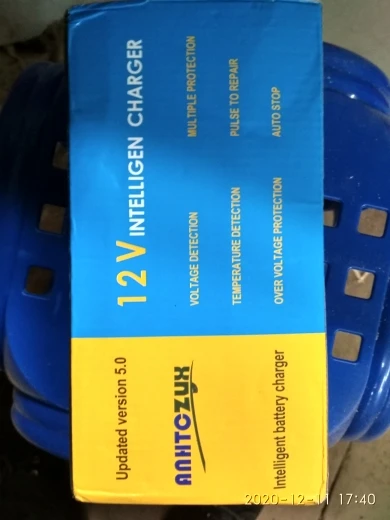 Updated version 5.0
ANHTCZYX
Intelligent battery charger
12V INTELLIGEN CHARGER
VOLTAGE DETECTION MULTIPLE PROTECTION
TEMPERATURE DETECTION PULSE TO REPAIR
OVER VOLTAGE PROTECTION AUTO STOP
2020-12-11 17:40